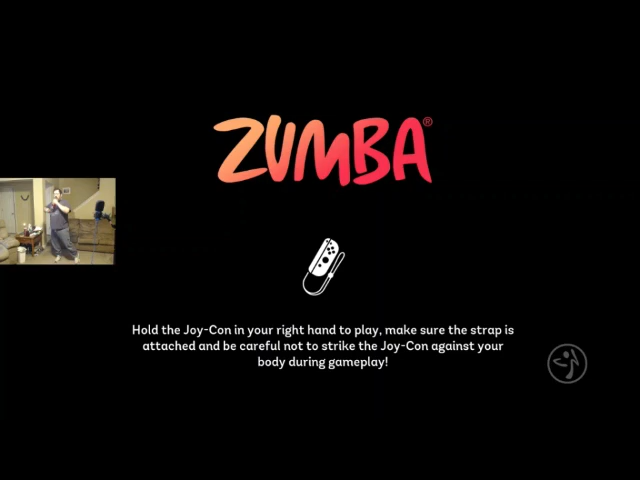 ZUMBA®
Hold the Joy-Con in your right hand to play, make sure the strap is
attached and be careful not to strike the Joy-Con against your
body during gameplay!